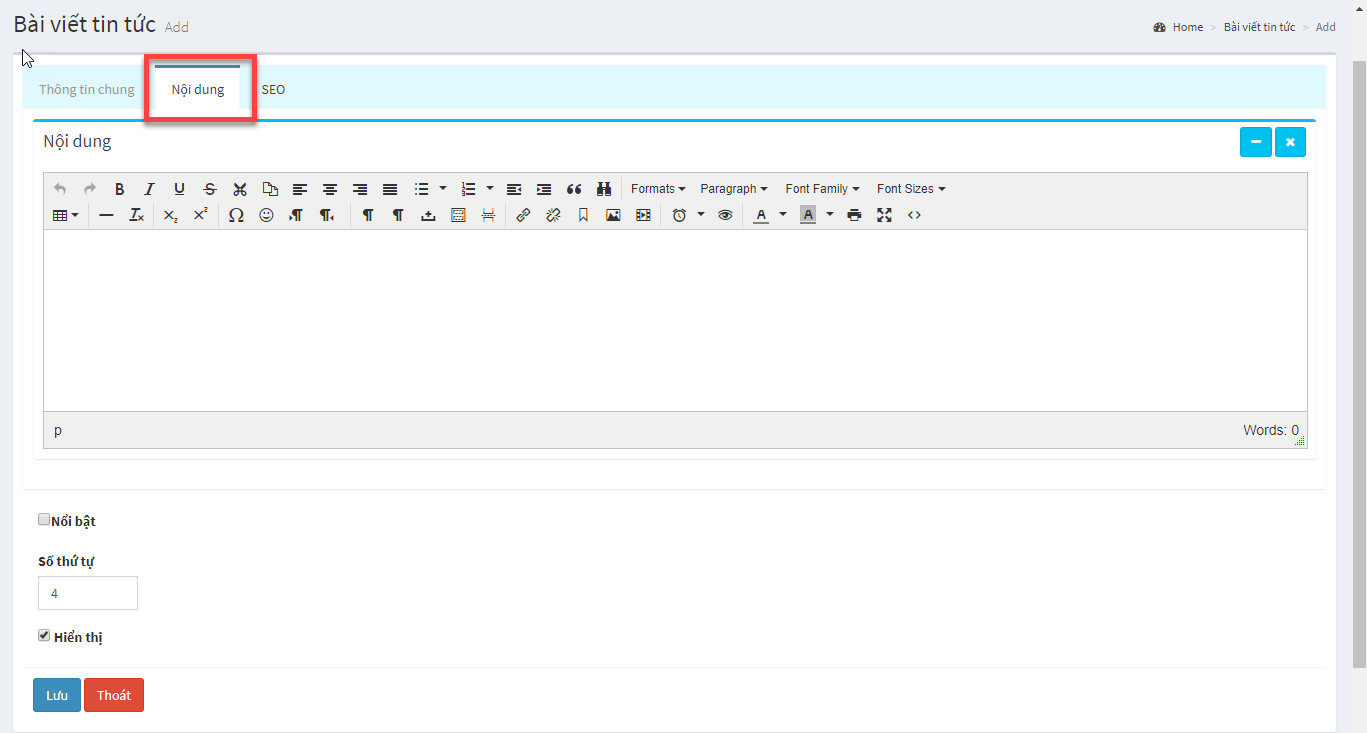 Bài viết tin tức Add
Home > Bài viết tin tức > Add
Thông tin chung Nội dung SEO
Nội dung
Formats Paragraph Font Family Font Sizes
p Words: 0
Nổi bật
Số thứ tự
4
Hiển thị
Lưu Thoát